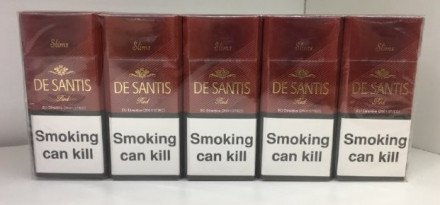 Slims Slims Slims Slims Slims
DE SANTIS DE SANTIS DE SANTIS DE SANTIS DE SANTIS
Red Red Red Red Red
Smoking Smoking Smoking Smoking Smoking
can kill can kill can kill can kill can kill